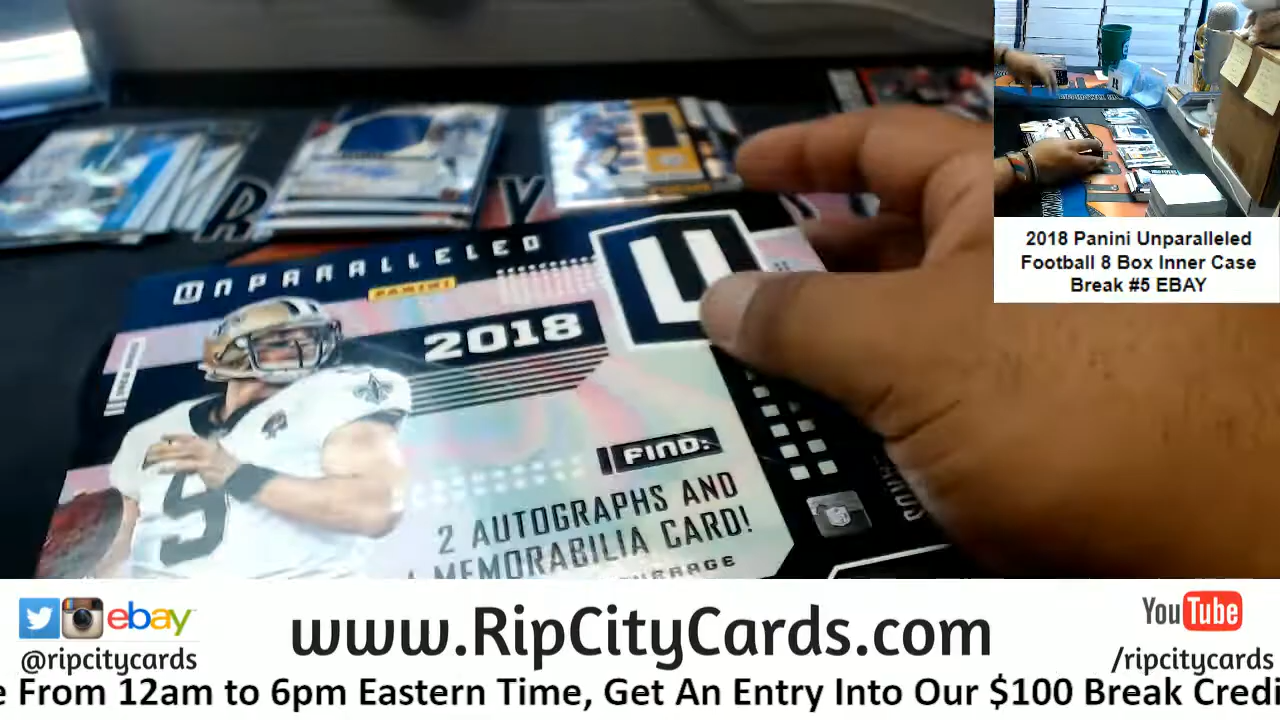 UNPARALLELED
PANINI
2018
U
FIND:
2 AUTOGRAPHS AND
MEMORABILIA CARD!
9
R
Y
2018 Panini Unparalleled
Football 8 Box Inner Case
Break #5 EBAY
ebay
@ripcitycards
www.RipCityCards.com
YouTube
/ripcitycards
e From 12am to 6pm Eastern Time, Get An Entry Into Our $100 Break Credi